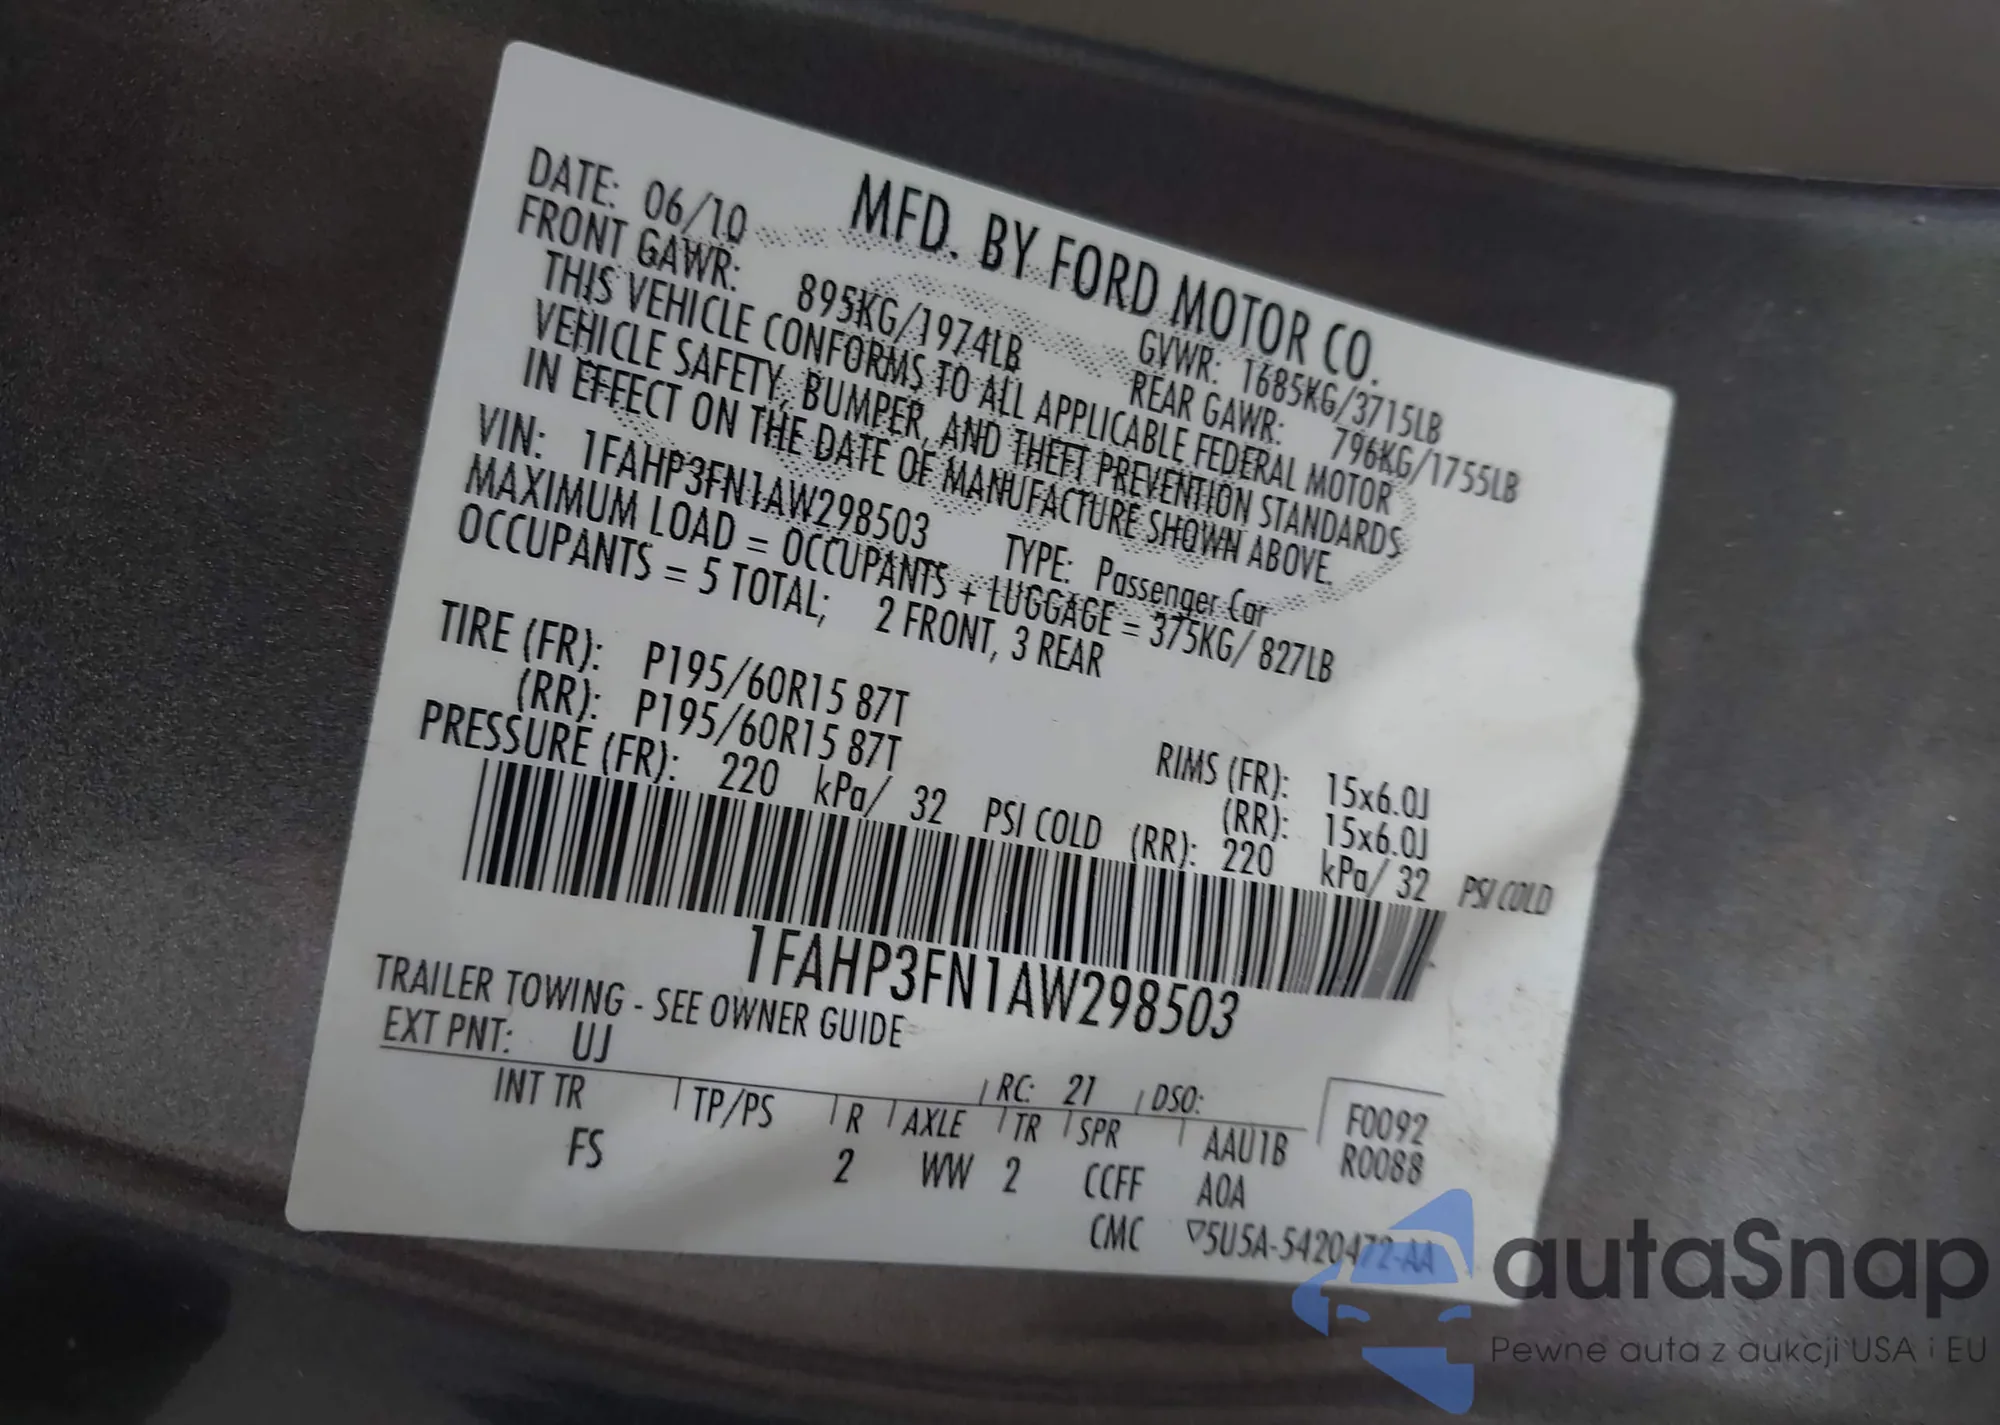 MFD. BY FORD MOTOR CO.
DATE: 06/10 GVWR: 1685KG/3715LB
FRONT GAWR: 895KG/1974LB REAR GAWR: 796KG/1755LB
THIS VEHICLE CONFORMS TO ALL APPLICABLE FEDERAL MOTOR
VEHICLE SAFETY, BUMPER, AND THEFT PREVENTION STANDARDS
IN EFFECT ON THE DATE OF MANUFACTURE SHOWN ABOVE.
VIN: 1FAHP3FN1AW298503 TYPE: Passenger Car
MAXIMUM LOAD = OCCUPANTS + LUGGAGE = 375KG/ 827LB
OCCUPANTS = 5 TOTAL; 2 FRONT, 3 REAR
TIRE (FR): P195/60R15 87T RIMS (FR): 15x6.0J
(RR): P195/60R15 87T (RR): 15x6.0J
PRESSURE (FR): 220 kPa/ 32 PSI COLD (RR): 220 kPa/ 32 PSI COLD
1FAHP3FN1AW298503
TRAILER TOWING - SEE OWNER GUIDE
EXT PNT: UJ RC: 21 DSO: F0092
INT TR TP/PS R AXLE TR SPR AAU1B R0088
FS 2 WW 2 CCFF AOA
CMC ▽5U5A-5420472-AA
autaSnap
Pewne auta z aukcji USA i EU